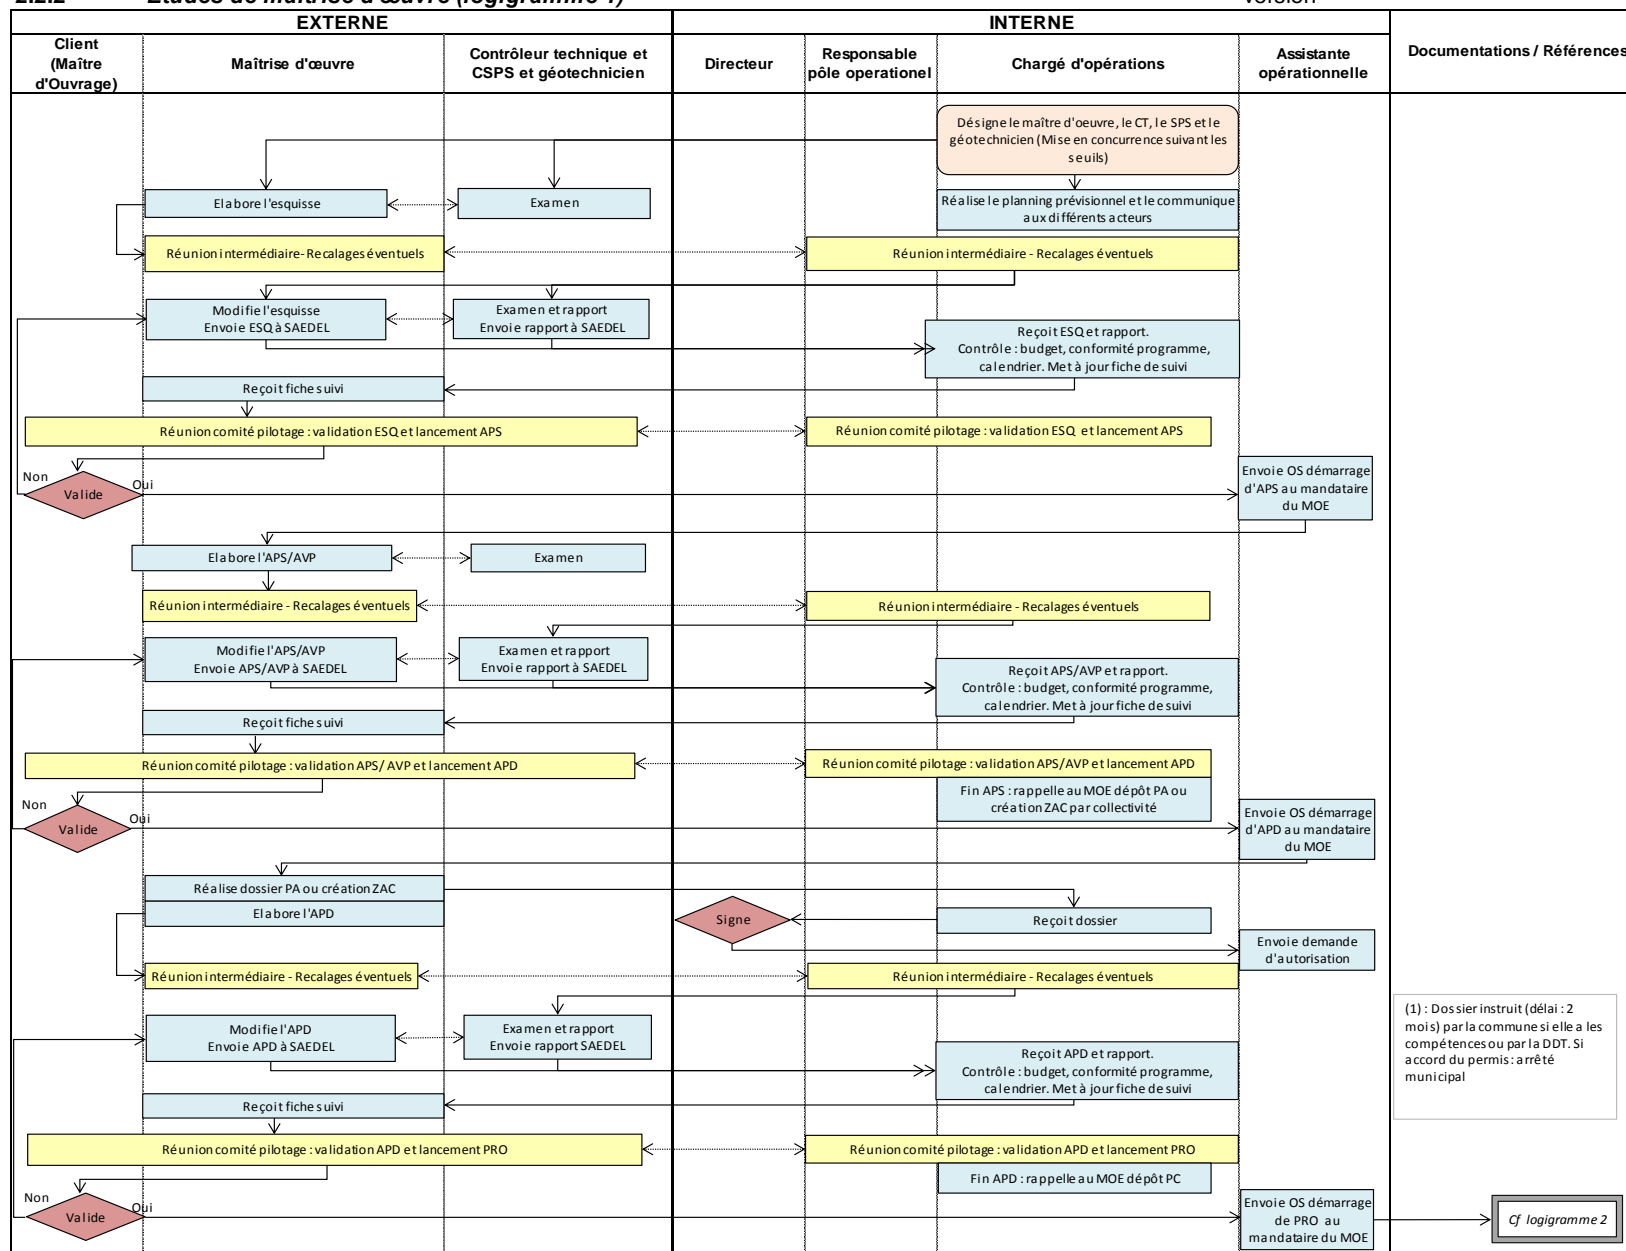 2.2.2 Etudes de maîtrise d'œuvre (logigramme 1) version
EXTERNE
INTERNE
Client
(Maître
d'Ouvrage)
Maîtrise d'œuvre
Contrôleur technique et
CSPS et géotechnicien
Directeur
Responsable
pôle operationel
Chargé d'opérations
Assistante
opérationnelle
Documentations / Références
Désigne le maître d'oeuvre, le CT, le SPS et le
géotechnicien (Mise en concurrence suivant les
seuils)
Elabore l'esquisse
Examen
Réalise le planning prévisionnel et le communique
aux différents acteurs
Réunion intermédiaire- Recalages éventuels
Réunion intermédiaire - Recalages éventuels
Modifie l'esquisse
Envoie ESQ à SAEDEL
Examen et rapport
Envoie rapport à SAEDEL
Reçoit ESQ et rapport.
Contrôle : budget, conformité programme,
calendrier. Met à jour fiche de suivi
Reçoit fiche suivi
Réunion comité pilotage : validation ESQ et lancement APS
Réunion comité pilotage : validation ESQ et lancement APS
Non
Valide
Oui
Envoie OS démarrage
d'APS au mandataire
du MOE
Elabore l'APS/AVP
Examen
Réunion intermédiaire - Recalages éventuels
Réunion intermédiaire - Recalages éventuels
Modifie l'APS/AVP
Envoie APS/AVP à SAEDEL
Examen et rapport
Envoie rapport à SAEDEL
Reçoit APS/AVP et rapport.
Contrôle : budget, conformité programme,
calendrier. Met à jour fiche de suivi
Reçoit fiche suivi
Réunion comité pilotage : validation APS/ AVP et lancement APD
Réunion comité pilotage : validation APS/AVP et lancement APD
Fin APS : rappelle au MOE dépôt PA ou
création ZAC par collectivité
Non
Valide
Oui
Envoie OS démarrage
d'APD au mandataire
du MOE
Réalise dossier PA ou création ZAC
Elabore l'APD
Signe
Reçoit dossier
Envoie demande
d'autorisation
Réunion intermédiaire - Recalages éventuels
Réunion intermédiaire - Recalages éventuels
Modifie l'APD
Envoie APD à SAEDEL
Examen et rapport
Envoie rapport SAEDEL
Reçoit APD et rapport.
Contrôle : budget, conformité programme,
calendrier. Met à jour fiche de suivi
(1) : Dossier instruit (délai : 2
mois) par la commune si elle a les
compétences ou par la DDT. Si
accord du permis : arrêté
municipal
Reçoit fiche suivi
Réunion comité pilotage : validation APD et lancement PRO
Réunion comité pilotage : validation APD et lancement PRO
Fin APD : rappelle au MOE dépôt PC
Non
Valide
Oui
Envoie OS démarrage
de PRO au
mandataire du MOE
Cf logigramme 2